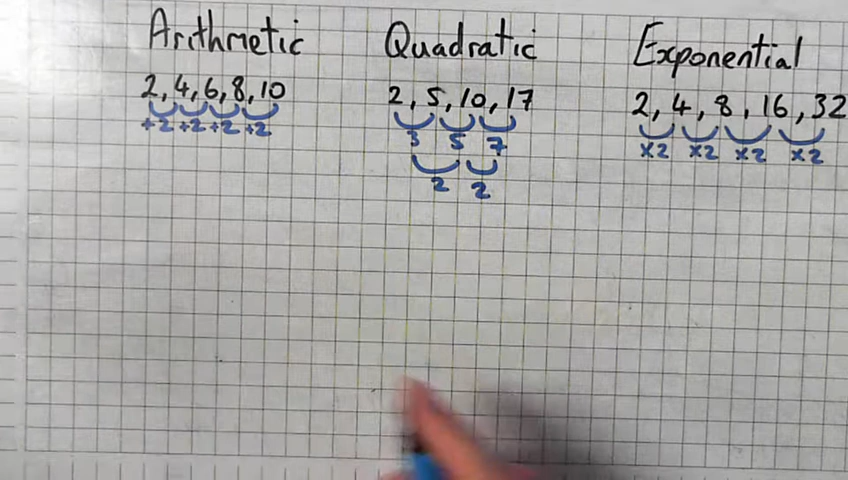 Arithmetic
2, 4, 6, 8, 10
+2 +2 +2 +2
Quadratic
2, 5, 10, 17
3 5 7
2 2
Exponential
2, 4, 8, 16, 32
x2 x2 x2 x2